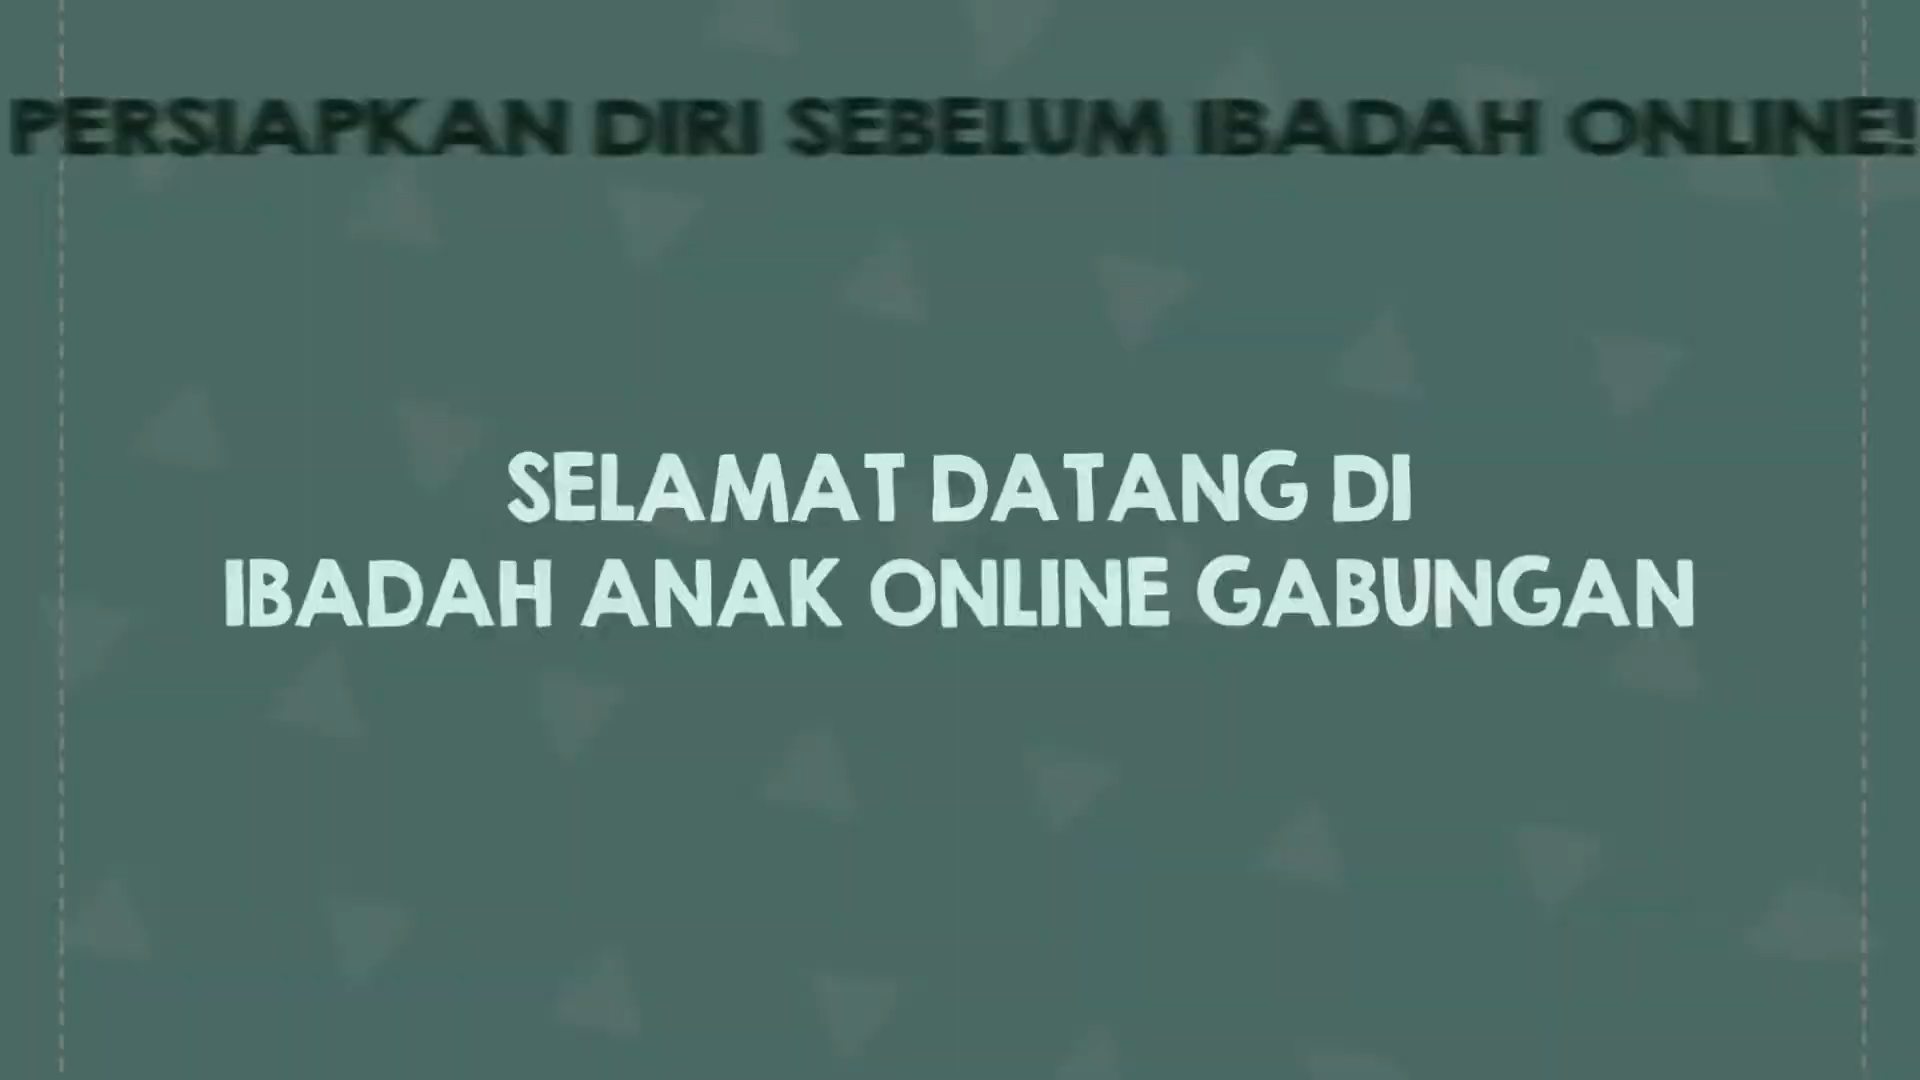 PERSIAPKAN DIRI SEBELUM IBADAH ONLINE!
SELAMAT DATANG DI
IBADAH ANAK ONLINE GABUNGAN